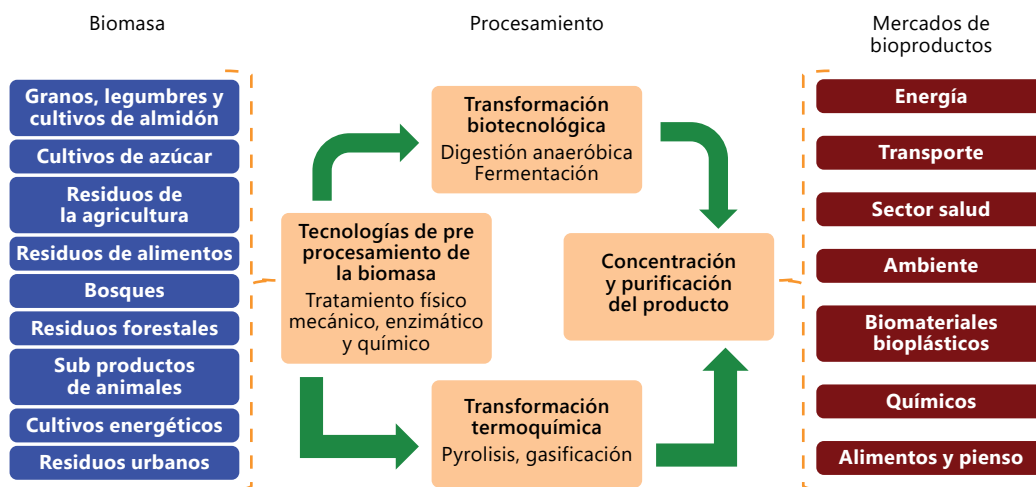 Biomasa
Granos, legumbres y
cultivos de almidón
Cultivos de azúcar
Residuos de
la agricultura
Residuos de alimentos
Bosques
Residuos forestales
Sub productos
de animales
Cultivos energéticos
Residuos urbanos
Procesamiento
Tecnologías de pre
procesamiento de
la biomasa
Tratamiento físico
mecánico, enzimático
y químico
Transformación
biotecnológica
Digestión anaeróbica
Fermentación
Transformación
termoquímica
Pyrolisis, gasificación
Concentración
y purificación
del producto
Mercados de
bioproductos
Energía
Transporte
Sector salud
Ambiente
Biomateriales
bioplásticos
Químicos
Alimentos y pienso